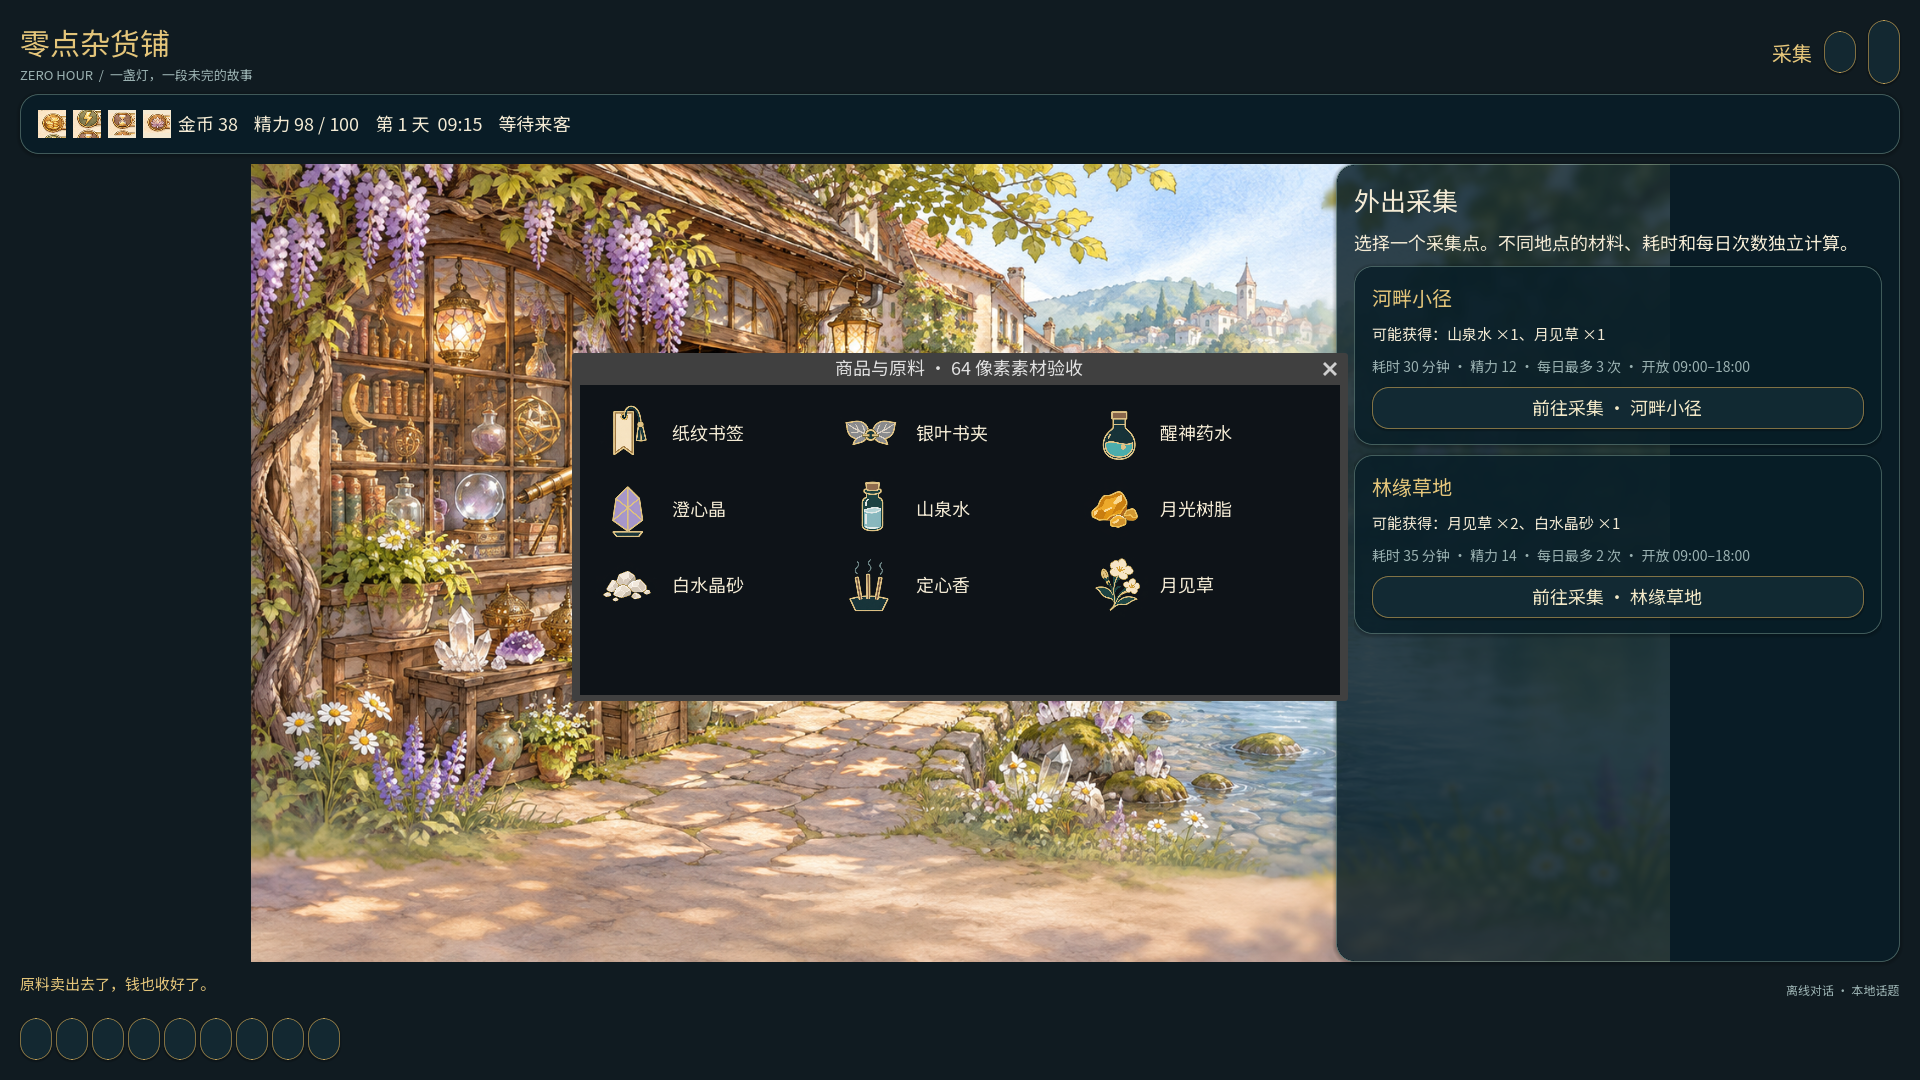 零点杂货铺
ZERO HOUR / 一盏灯，一段未完的故事
采集
金币 38 精力 98 / 100 第 1 天 09:15 等待来客
外出采集
选择一个采集点。不同地点的材料、耗时和每日次数独立计算。
河畔小径
可能获得：山泉水 ×1、月见草 ×1
耗时 30 分钟 · 精力 12 · 每日最多 3 次 · 开放 09:00–18:00
前往采集 · 河畔小径
林缘草地
可能获得：月见草 ×2、白水晶砂 ×1
耗时 35 分钟 · 精力 14 · 每日最多 2 次 · 开放 09:00–18:00
前往采集 · 林缘草地
商品与原料 · 64 像素素材验收
纸纹书签
银叶书夹
醒神药水
澄心晶
山泉水
月光树脂
白水晶砂
定心香
月见草
原料卖出去了，钱也收好了。
离线对话 · 本地话题